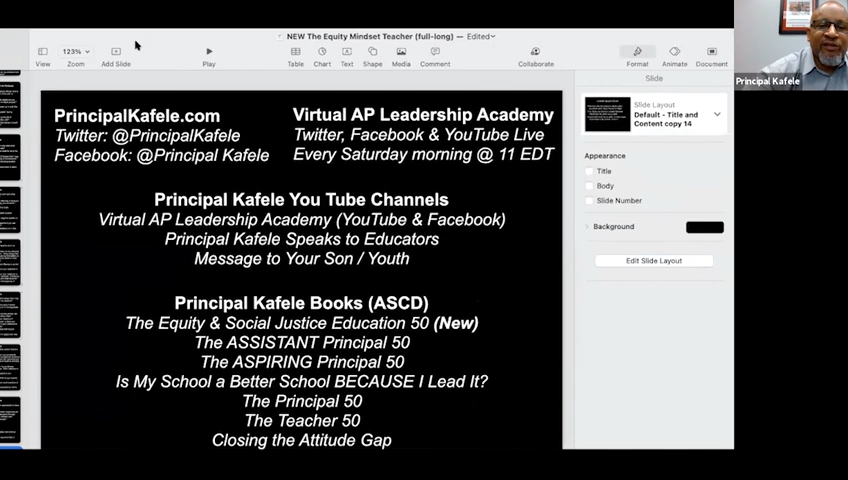 NEW The Equity Mindset Teacher (full-long) — Edited
123%
View
Zoom
Add Slide
Play
Table
Chart
Text
Shape
Media
Comment
Collaborate
Format
Animate
Document
Principal Kafele
Slide
Slide Layout
Default - Title and
Content copy 14
Appearance
Title
Body
Slide Number
Background
Edit Slide Layout
PrincipalKafele.com
Twitter: @PrincipalKafele
Facebook: @Principal Kafele
Virtual AP Leadership Academy
Twitter, Facebook & YouTube Live
Every Saturday morning @ 11 EDT
Principal Kafele You Tube Channels
Virtual AP Leadership Academy (YouTube & Facebook)
Principal Kafele Speaks to Educators
Message to Your Son / Youth
Principal Kafele Books (ASCD)
The Equity & Social Justice Education 50 (New)
The ASSISTANT Principal 50
The ASPIRING Principal 50
Is My School a Better School BECAUSE I Lead It?
The Principal 50
The Teacher 50
Closing the Attitude Gap